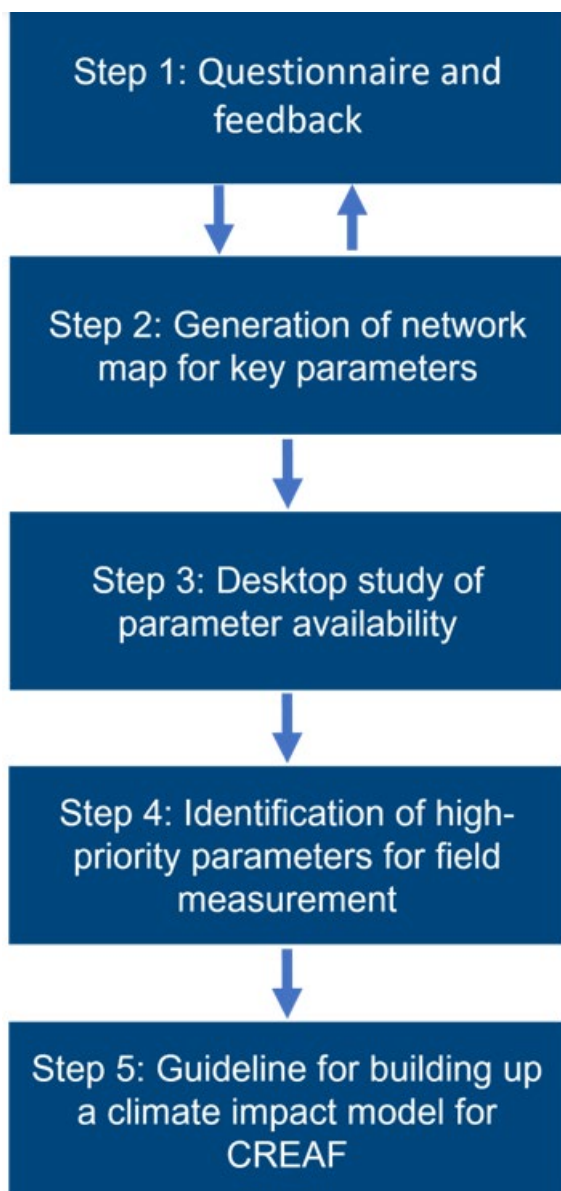 Step 1: Questionnaire and
feedback
Step 2: Generation of network
map for key parameters
Step 3: Desktop study of
parameter availability
Step 4: Identification of high-
priority parameters for field
measurement
Step 5: Guideline for building up
a climate impact model for
CREAF